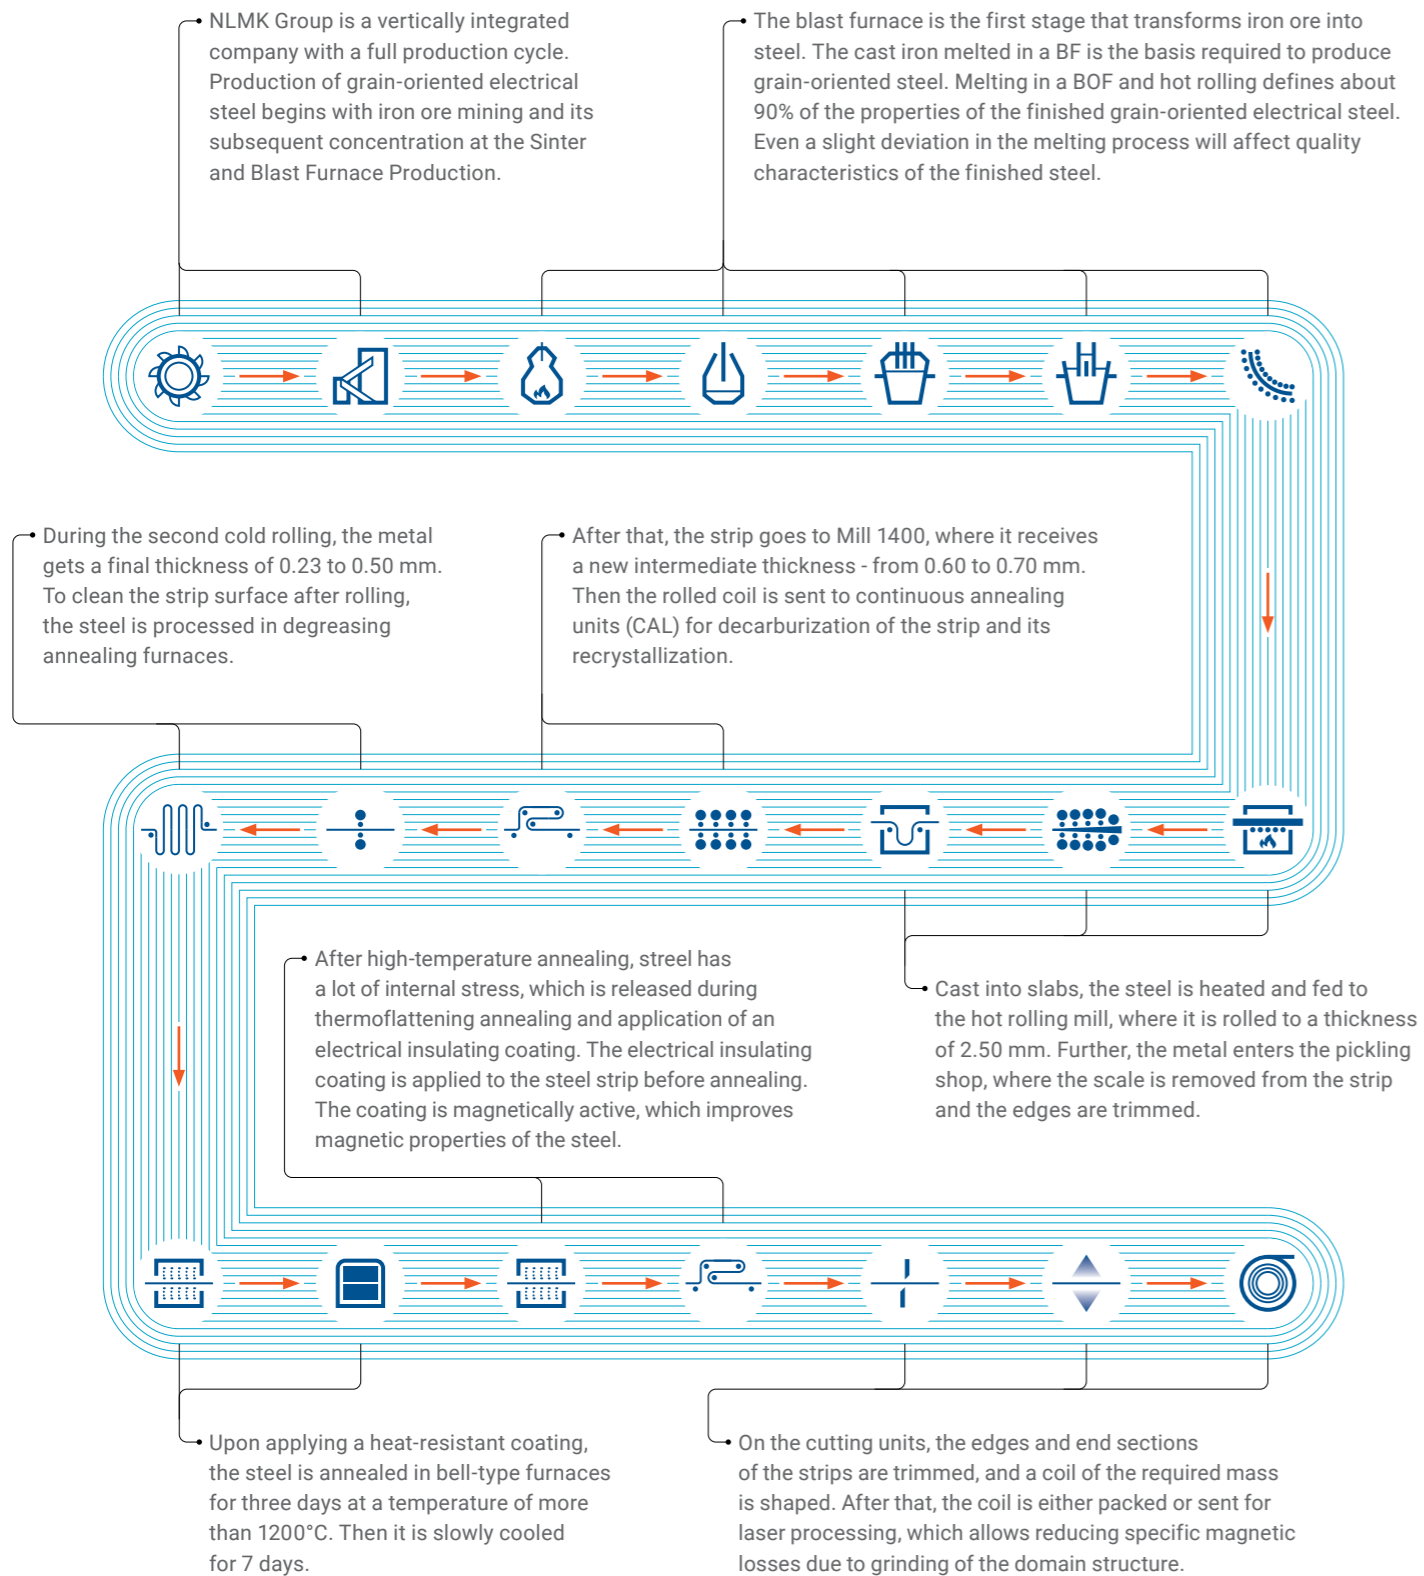 NLMK Group is a vertically integrated
company with a full production cycle.
Production of grain-oriented electrical
steel begins with iron ore mining and its
subsequent concentration at the Sinter
and Blast Furnace Production.
The blast furnace is the first stage that transforms iron ore into
steel. The cast iron melted in a BF is the basis required to produce
grain-oriented steel. Melting in a BOF and hot rolling defines about
90% of the properties of the finished grain-oriented electrical steel.
Even a slight deviation in the melting process will affect quality
characteristics of the finished steel.
During the second cold rolling, the metal
gets a final thickness of 0.23 to 0.50 mm.
To clean the strip surface after rolling,
the steel is processed in degreasing
annealing furnaces.
After that, the strip goes to Mill 1400, where it receives
a new intermediate thickness - from 0.60 to 0.70 mm.
Then the rolled coil is sent to continuous annealing
units (CAL) for decarburization of the strip and its
recrystallization.
After high-temperature annealing, streel has
a lot of internal stress, which is released during
thermoflattening annealing and application of an
electrical insulating coating. The electrical insulating
coating is applied to the steel strip before annealing.
The coating is magnetically active, which improves
magnetic properties of the steel.
Cast into slabs, the steel is heated and fed to
the hot rolling mill, where it is rolled to a thickness
of 2.50 mm. Further, the metal enters the pickling
shop, where the scale is removed from the strip
and the edges are trimmed.
Upon applying a heat-resistant coating,
the steel is annealed in bell-type furnaces
for three days at a temperature of more
than 1200°C. Then it is slowly cooled
for 7 days.
On the cutting units, the edges and end sections
of the strips are trimmed, and a coil of the required mass
is shaped. After that, the coil is either packed or sent for
laser processing, which allows reducing specific magnetic
losses due to grinding of the domain structure.